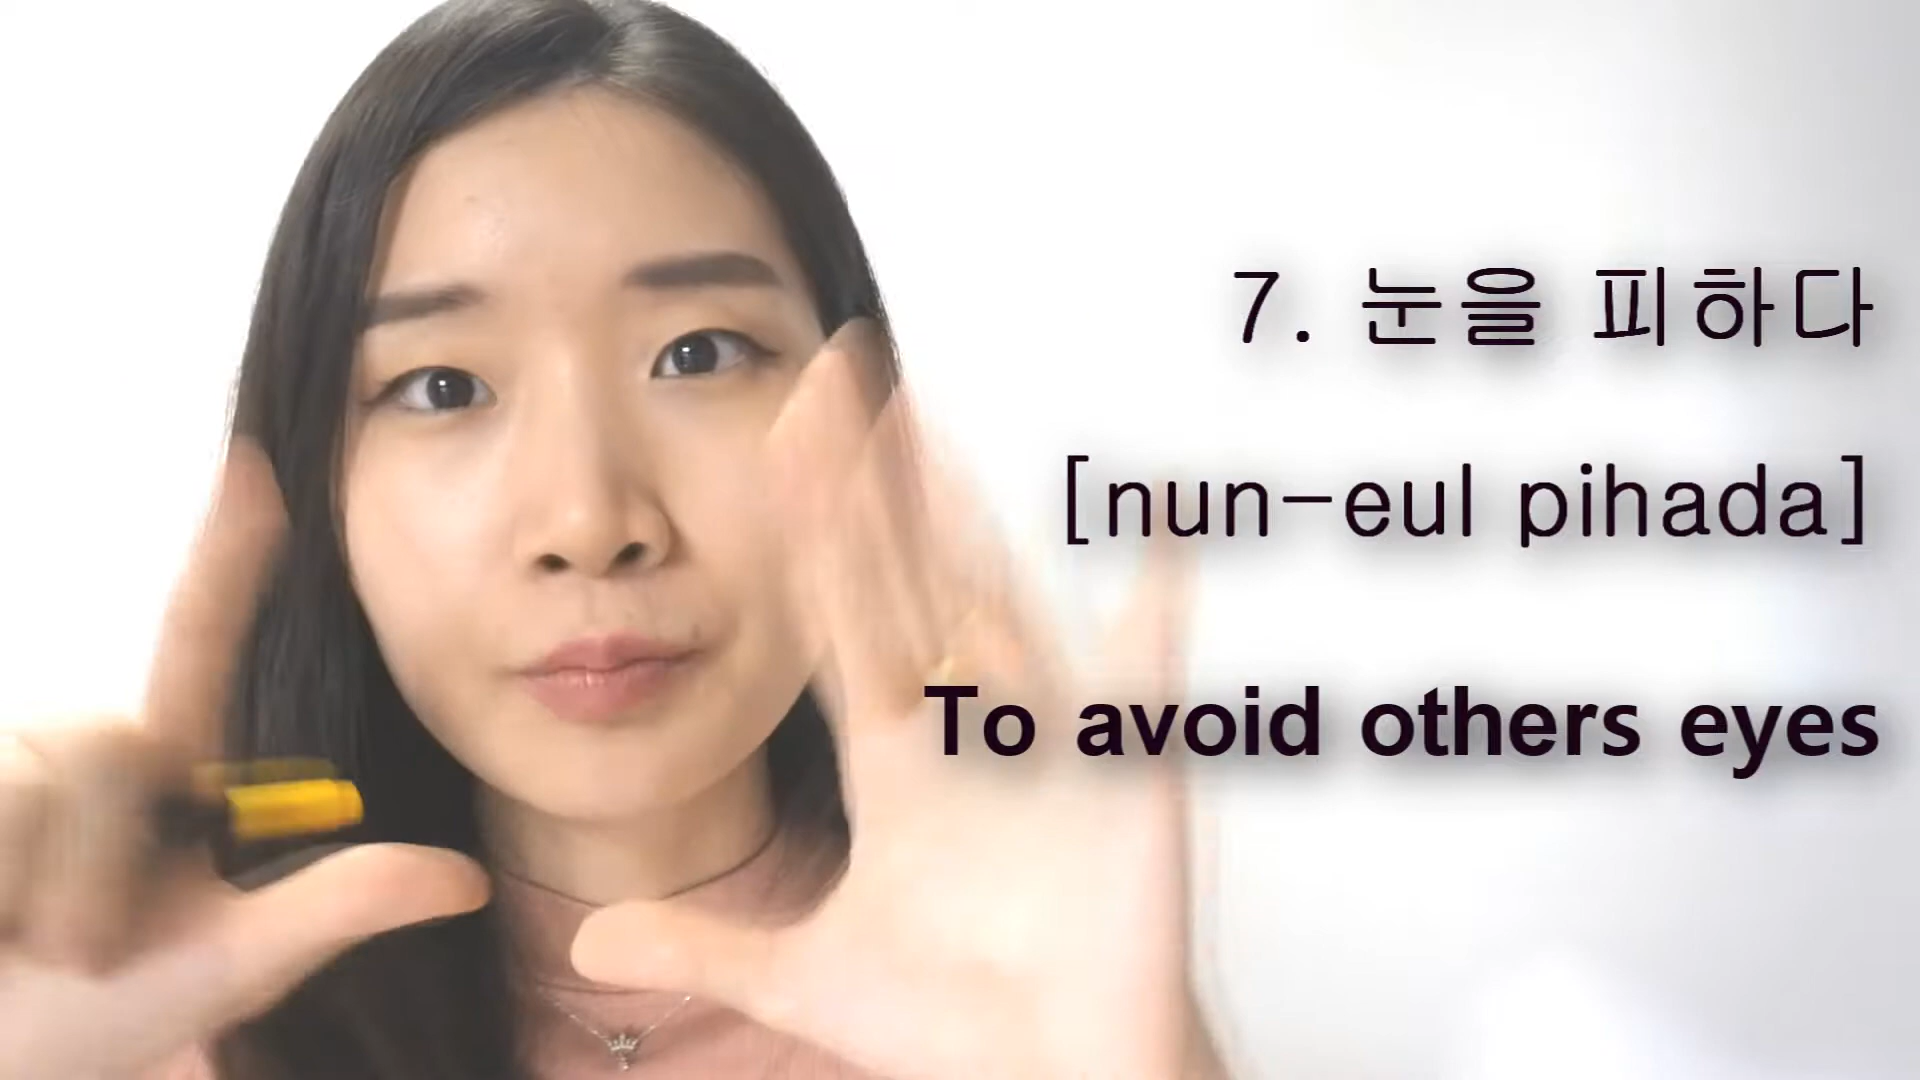 7. 눈을 피하다
[nun-eul pihada]
To avoid others eyes